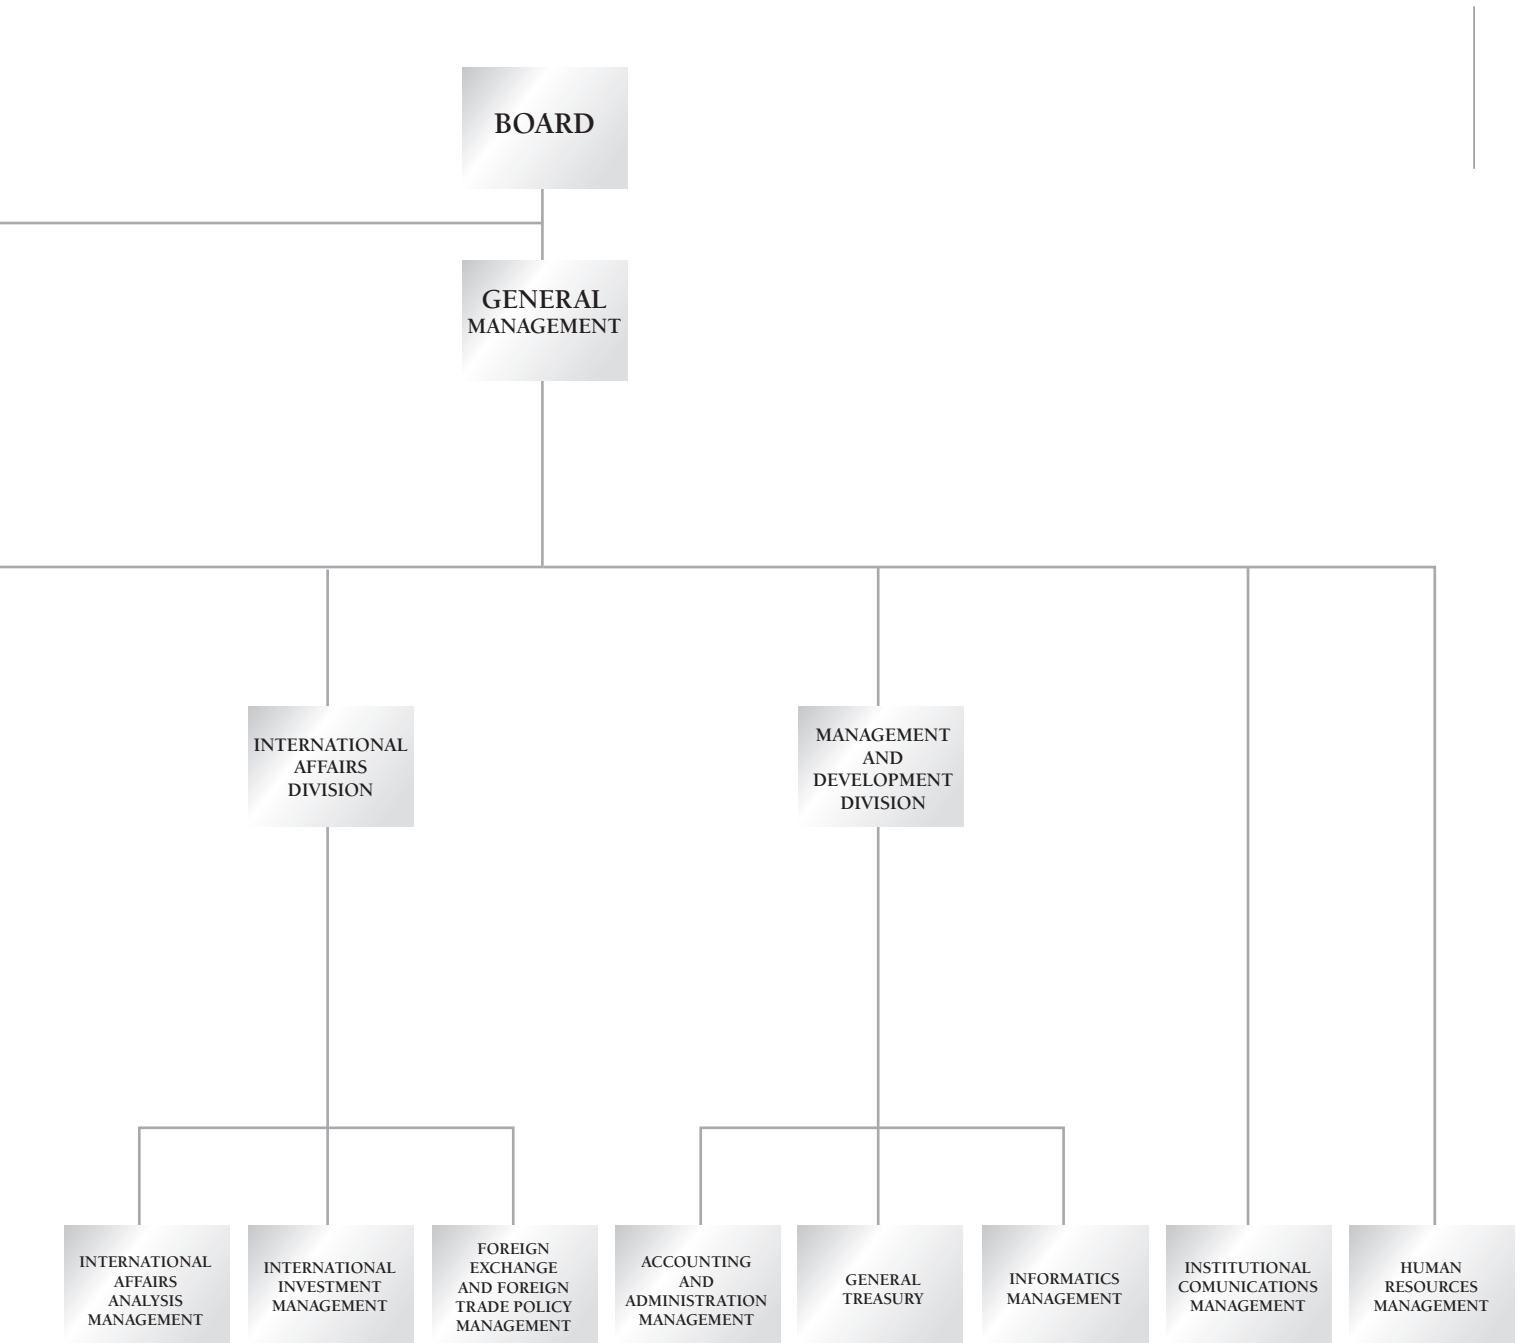 BOARD
GENERAL
MANAGEMENT
INTERNATIONAL
AFFAIRS
DIVISION
MANAGEMENT
AND
DEVELOPMENT
DIVISION
INTERNATIONAL
AFFAIRS
ANALYSIS
MANAGEMENT
INTERNATIONAL
INVESTMENT
MANAGEMENT
FOREIGN
EXCHANGE
AND FOREIGN
TRADE POLICY
MANAGEMENT
ACCOUNTING
AND
ADMINISTRATION
MANAGEMENT
GENERAL
TREASURY
INFORMATICS
MANAGEMENT
INSTITUTIONAL
COMUNICATIONS
MANAGEMENT
HUMAN
RESOURCES
MANAGEMENT